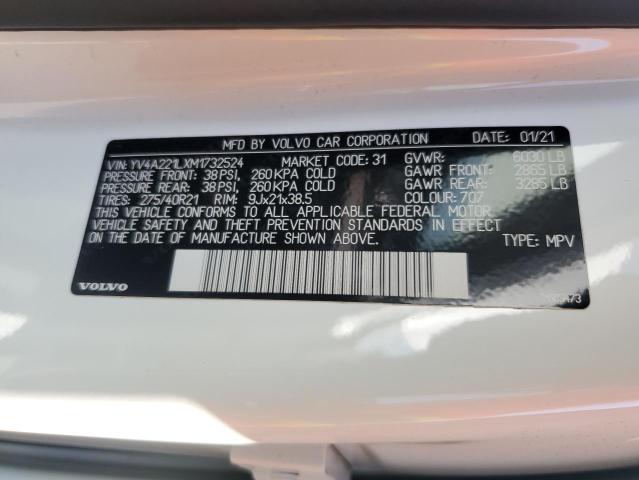 MFD BY VOLVO CAR CORPORATION DATE: 01/21
VIN: YV4A221LXM1732524 MARKET CODE: 31 GVWR: 6030 LB
PRESSURE FRONT: 38 PSI, 260 KPA COLD GAWR FRONT: 2865 LB
PRESSURE REAR: 38 PSI, 260 KPA COLD GAWR REAR: 3285 LB
TIRES: 275/40R21 RIM: 9Jx21x38.5 COLOUR: 707
THIS VEHICLE CONFORMS TO ALL APPLICABLE FEDERAL MOTOR
VEHICLE SAFETY AND THEFT PREVENTION STANDARDS IN EFFECT
ON THE DATE OF MANUFACTURE SHOWN ABOVE. TYPE: MPV
VOLVO